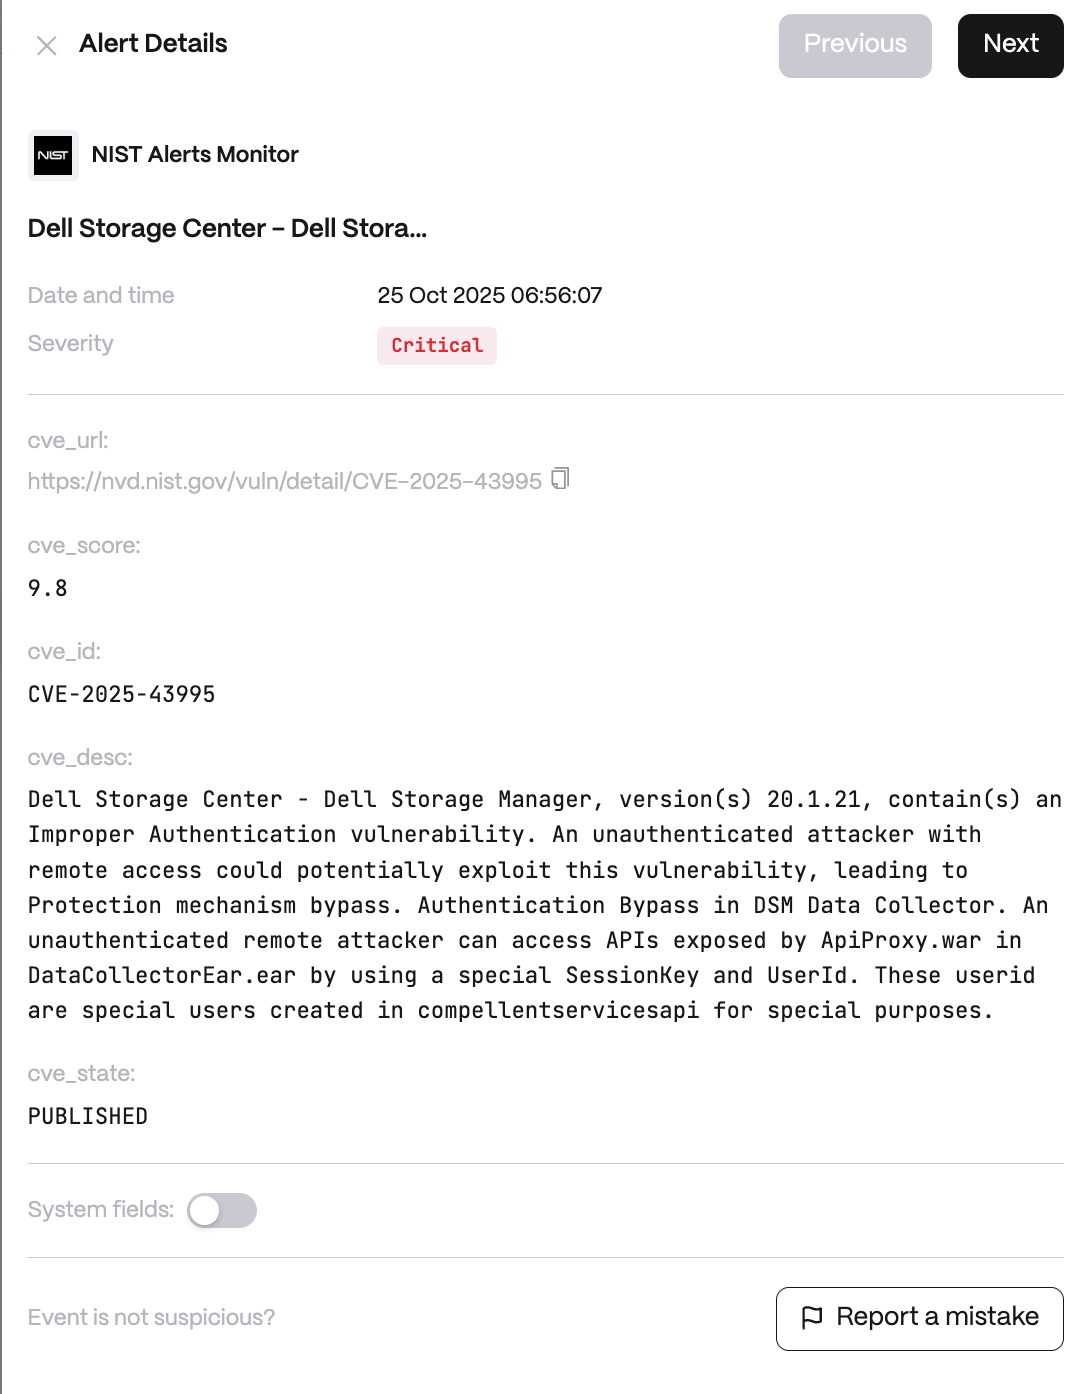 Alert Details
Previous
Next
NIST
NIST Alerts Monitor
Dell Storage Center – Dell Stora...
Date and time
25 Oct 2025 06:56:07
Severity
Critical
cve_url:
https://nvd.nist.gov/vuln/detail/CVE-2025-43995
cve_score:
9.8
cve_id:
CVE-2025-43995
cve_desc:
Dell Storage Center - Dell Storage Manager, version(s) 20.1.21, contain(s) an
Improper Authentication vulnerability. An unauthenticated attacker with
remote access could potentially exploit this vulnerability, leading to
Protection mechanism bypass. Authentication Bypass in DSM Data Collector. An
unauthenticated remote attacker can access APIs exposed by ApiProxy.war in
DataCollectorEar.ear by using a special SessionKey and UserId. These userid
are special users created in compellentservicesapi for special purposes.
cve_state:
PUBLISHED
System fields:
Event is not suspicious?
Report a mistake